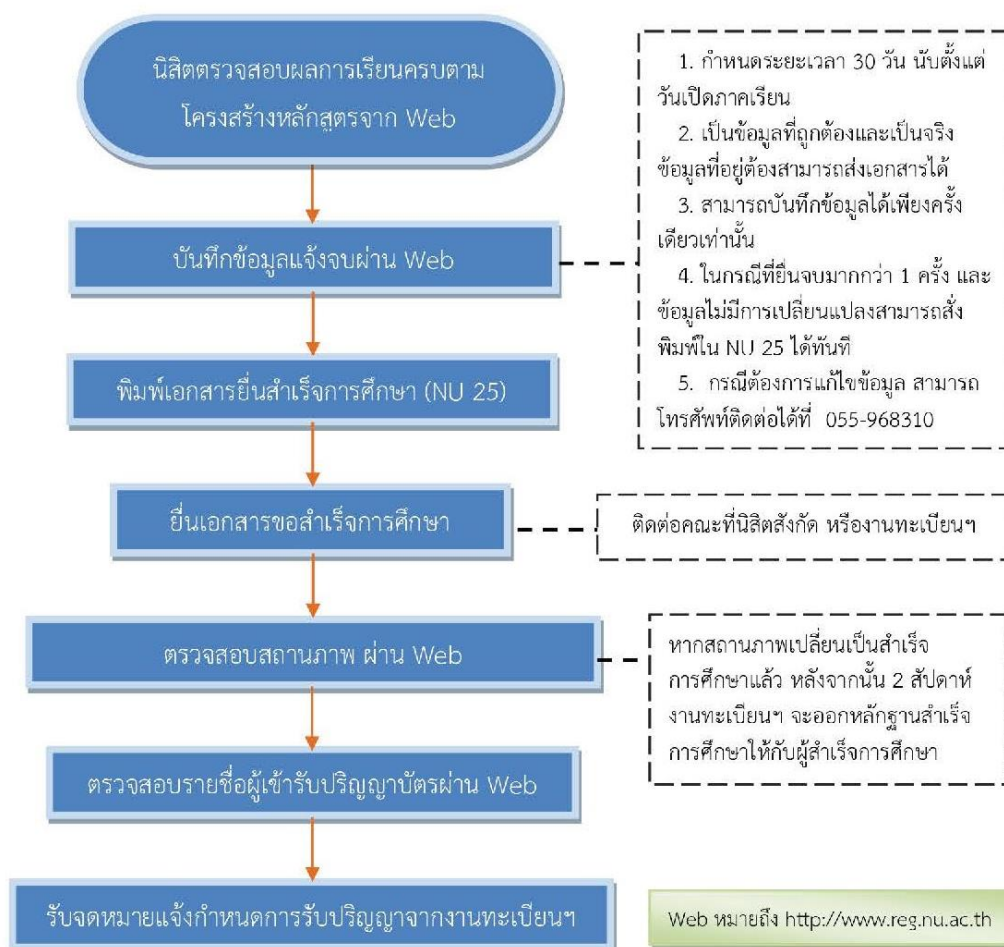 นิสิตตรวจสอบผลการเรียนครบตาม
โครงสร้างหลักสูตรจาก Web
บันทึกข้อมูลแจ้งจบผ่าน Web
1. กำหนดระยะเวลา 30 วัน นับตั้งแต่
วันเปิดภาคเรียน
2. เป็นข้อมูลที่ถูกต้องและเป็นจริง
ข้อมูลที่อยู่ต้องสามารถส่งเอกสารได้
3. สามารถบันทึกข้อมูลได้เพียงครั้ง
เดียวเท่านั้น
4. ในกรณีที่ยื่นจบมากกว่า 1 ครั้ง และ
ข้อมูลไม่มีการเปลี่ยนแปลงสามารถสั่ง
พิมพ์ใน NU 25 ได้ทันที
5. กรณีต้องการแก้ไขข้อมูล สามารถ
โทรศัพท์ติดต่อได้ที่ 055-968310
พิมพ์เอกสารยื่นสำเร็จการศึกษา (NU 25)
ยื่นเอกสารขอสำเร็จการศึกษา
ติดต่อคณะที่นิสิตสังกัด หรืองานทะเบียนฯ
ตรวจสอบสถานภาพ ผ่าน Web
หากสถานภาพเปลี่ยนเป็นสำเร็จ
การศึกษาแล้ว หลังจากนั้น 2 สัปดาห์
งานทะเบียนฯ จะออกหลักฐานสำเร็จ
การศึกษาให้กับผู้สำเร็จการศึกษา
ตรวจสอบรายชื่อผู้เข้ารับปริญญาบัตรผ่าน Web
รับจดหมายแจ้งกำหนดการรับปริญญาจากงานทะเบียนฯ
Web หมายถึง http://www.reg.nu.ac.th